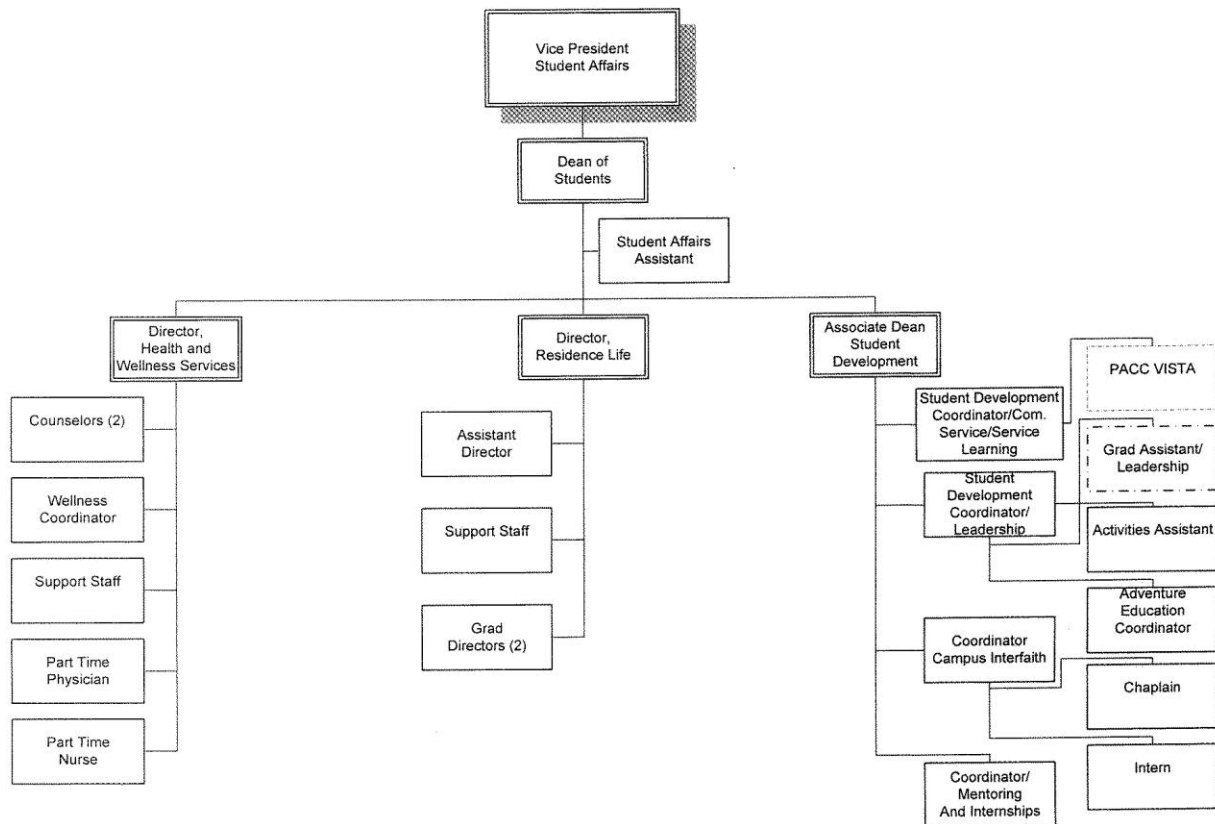 Vice President
Student Affairs
Dean of
Students
Student Affairs
Assistant
Director,
Health and
Wellness Services
Counselors (2)
Wellness
Coordinator
Support Staff
Part Time
Physician
Part Time
Nurse
Director,
Residence Life
Assistant
Director
Support Staff
Grad
Directors (2)
Associate Dean
Student
Development
Student Development
Coordinator/Com.
Service/Service
Learning
PACC VISTA
Student
Development
Coordinator/
Leadership
Grad Assistant/
Leadership
Activities Assistant
Adventure
Education
Coordinator
Coordinator
Campus Interfaith
Chaplain
Intern
Coordinator/
Mentoring
And Internships